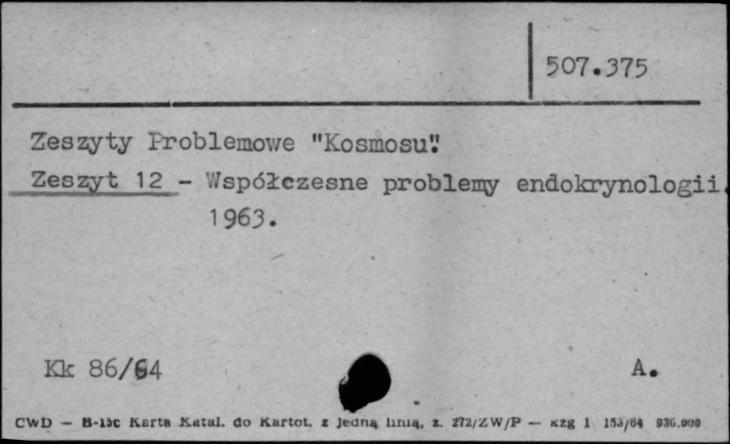 507.375
Zeszyty Problemowe "Kosmosu".
Zeszyt 12 - Współczesne problemy endokrynologii.
1963.
Kk 86/64
A.
CWD — B-15c Karta Katal. do Kartot. z jedną linią, z. 272/ZW/P — Kzg 1 153/64 936.000